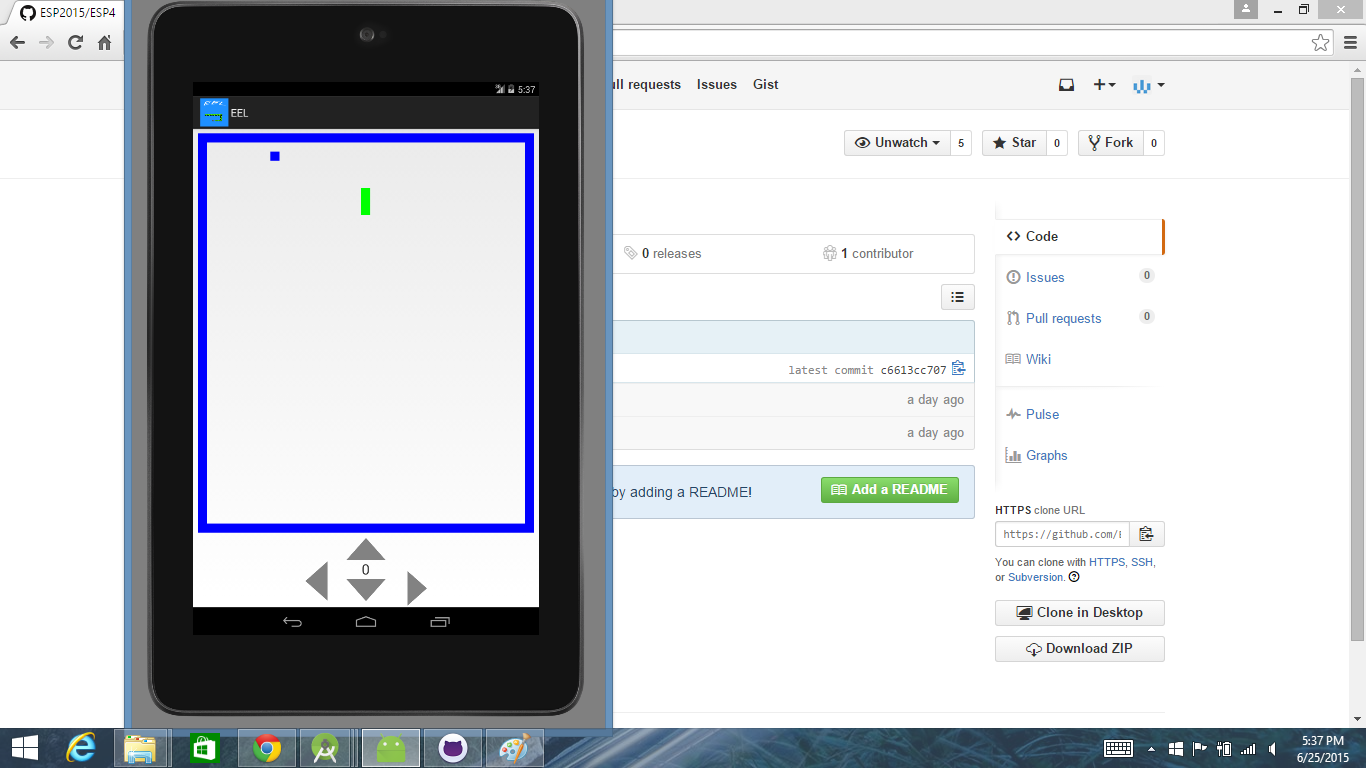 ESP2015/ESP4
5:37
EEL
0
ull requests
Issues
Gist
Unwatch
5
Star
0
Fork
0
0 releases
1 contributor
latest commit c6613cc707
a day ago
a day ago
by adding a README!
Add a README
Code
Issues
0
Pull requests
0
Wiki
Pulse
Graphs
HTTPS clone URL
https://github.com/E
You can clone with HTTPS, SSH,
or Subversion.
Clone in Desktop
Download ZIP
5:37 PM
6/25/2015